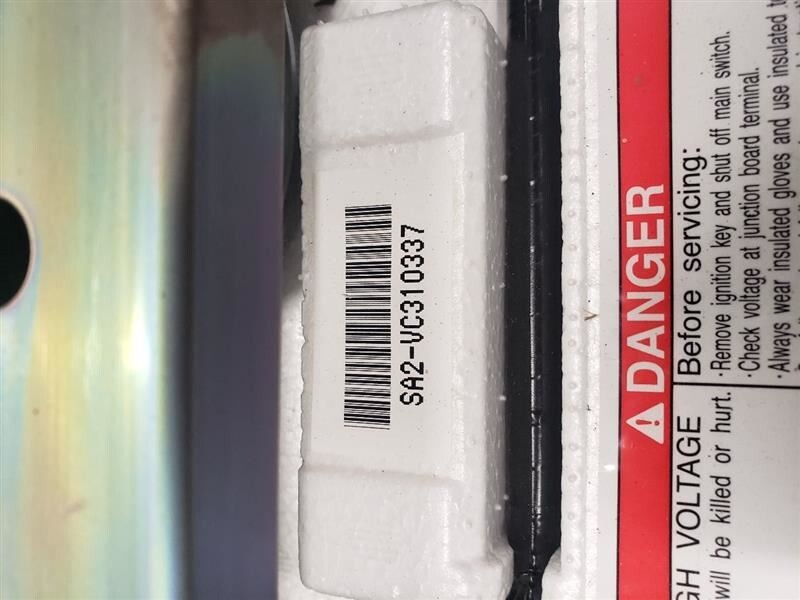 SA2-VC310337
DANGER
HIGH VOLTAGE
will be killed or hurt.
Before servicing:
·Remove ignition key and shut off main switch.
·Check voltage at junction board terminal.
·Always wear insulated gloves and use insulated